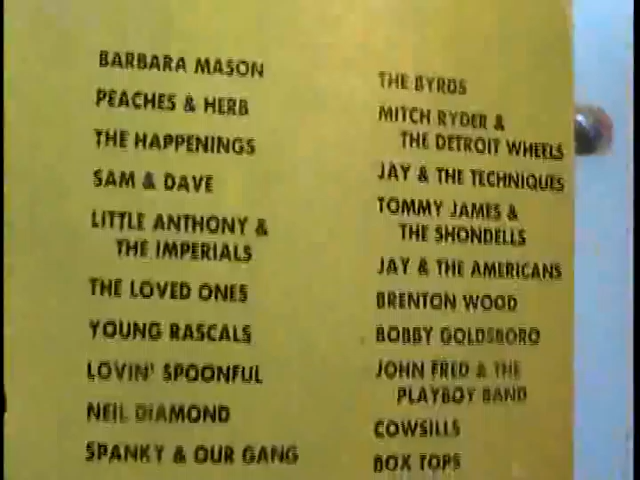 BARBARA MASON
PEACHES & HERB
THE HAPPENINGS
SAM & DAVE
LITTLE ANTHONY &
THE IMPERIALS
THE LOVED ONES
YOUNG RASCALS
LOVIN' SPOONFUL
NEIL DIAMOND
SPANKY & OUR GANG
THE BYRDS
MITCH RYDER &
THE DETROIT WHEELS
JAY & THE TECHNIQUES
TOMMY JAMES &
THE SHONDELLS
JAY & THE AMERICANS
BRENTON WOOD
BOBBY GOLDSBORO
JOHN FRED & THE
PLAYBOY BAND
COWSILLS
BOX TOPS